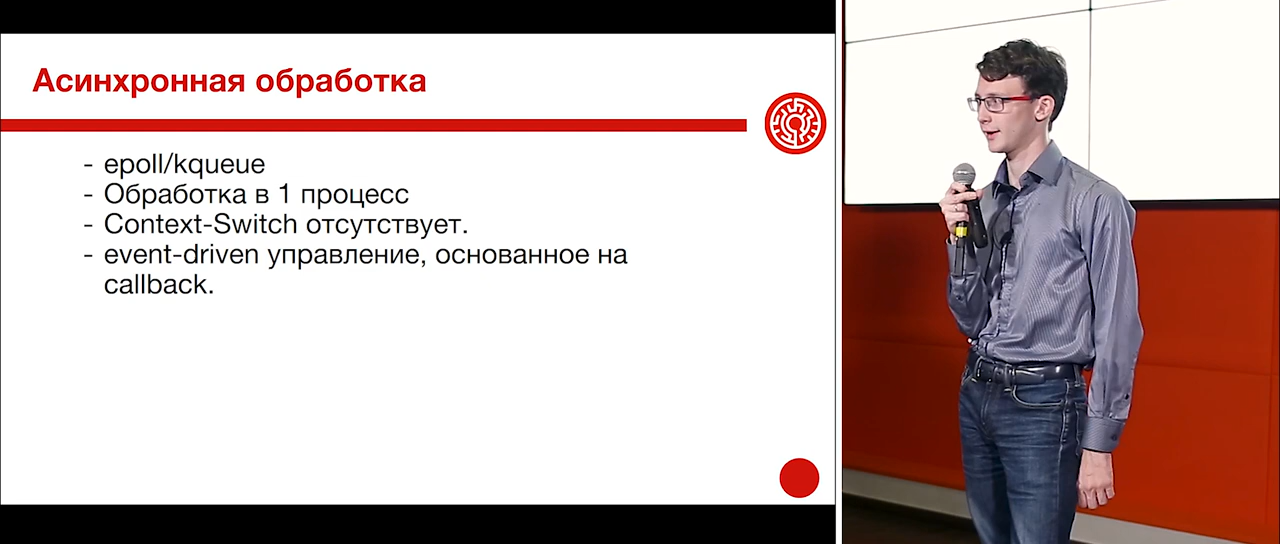 Асинхронная обработка
- epoll/kqueue
- Обработка в 1 процесс
- Context-Switch отсутствует.
- event-driven управление, основанное на
callback.